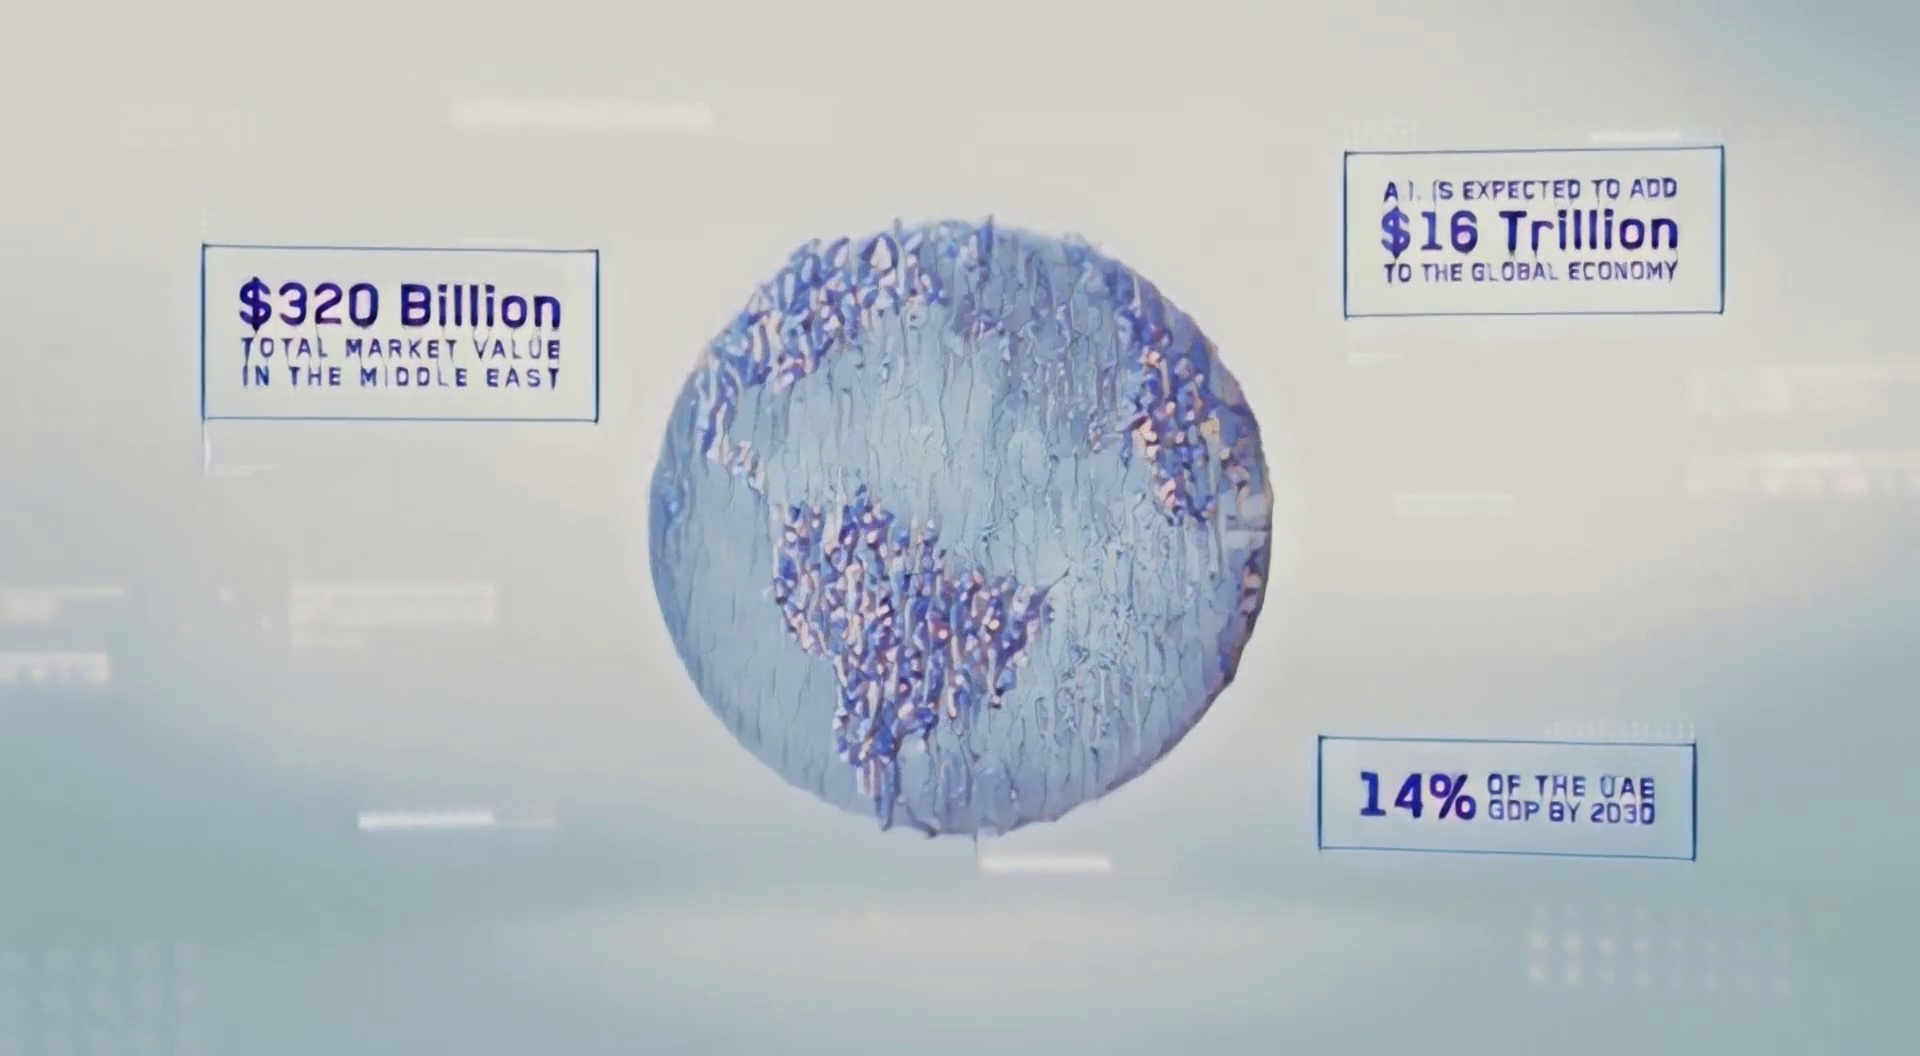 $320 Billion
TOTAL MARKET VALUE
IN THE MIDDLE EAST
A.I. IS EXPECTED TO ADD
$16 Trillion
TO THE GLOBAL ECONOMY
14% OF THE UAE
GDP BY 2030